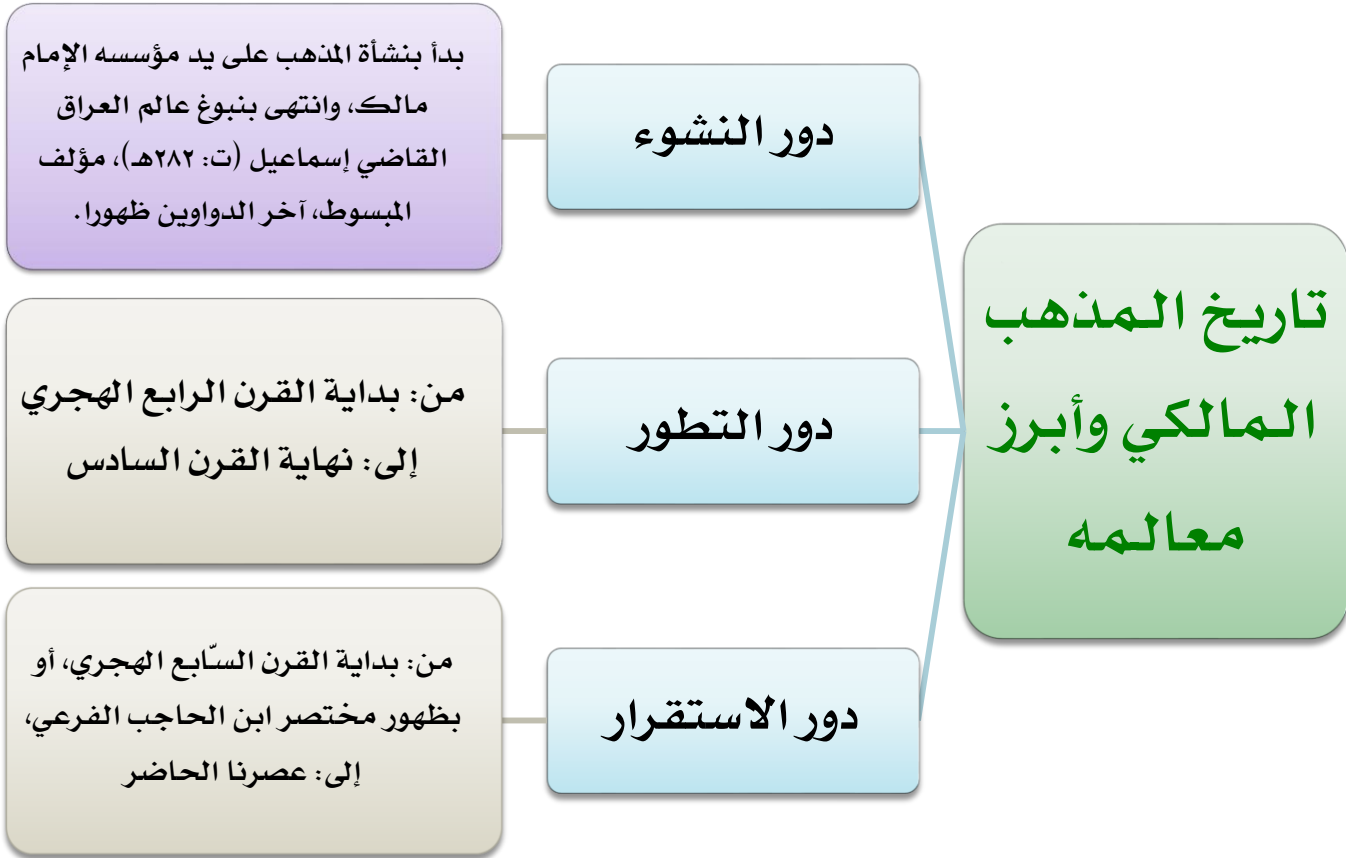 تاريخ المذهب
المالكي وأبرز
معالمه
دور النشوء
بدأ بنشأة المذهب على يد مؤسسه الإمام
مالك، وانتهى بنبوغ عالم العراق
القاضي إسماعيل (ت: ٢٨٢هـ)، مؤلف
المبسوط، آخر الدواوين ظهورا.
دور التطور
من: بداية القرن الرابع الهجري
إلى: نهاية القرن السادس
دور الاستقرار
من: بداية القرن السّابع الهجري، أو
بظهور مختصر ابن الحاجب الفرعي،
إلى: عصرنا الحاضر